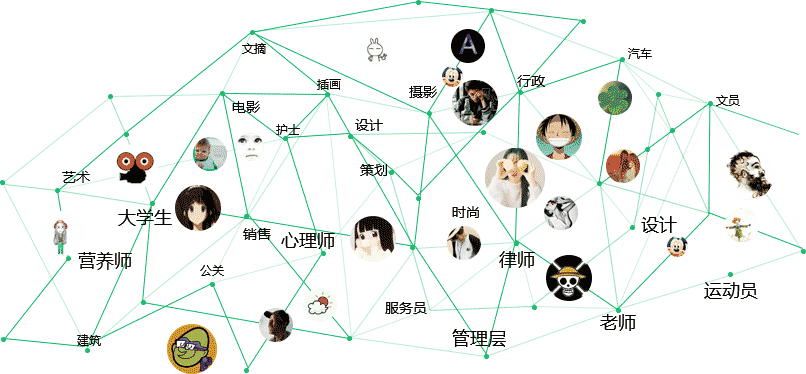 文摘
汽车
插画
摄影
行政
电影
文员
护士
设计
策划
艺术
大学生
时尚
销售
心理师
设计
营养师
律师
公关
运动员
服务员
老师
建筑
管理层
A